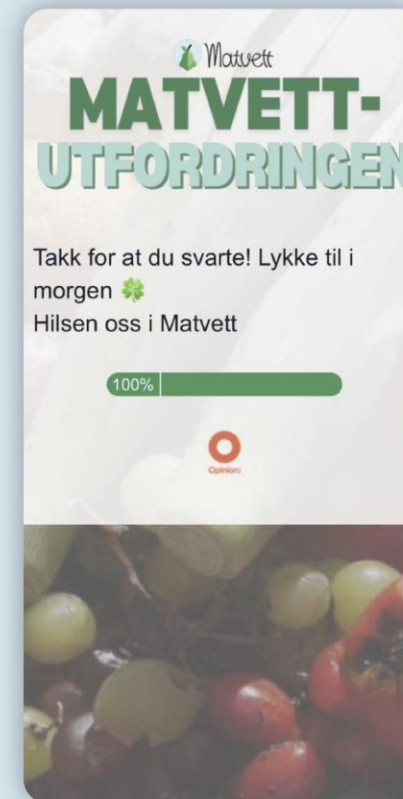 Matvett
MATVETT-
UTFORDRINGEN
Takk for at du svarte! Lykke til i
morgen 🍀
Hilsen oss i Matvett
100%
Opinion: